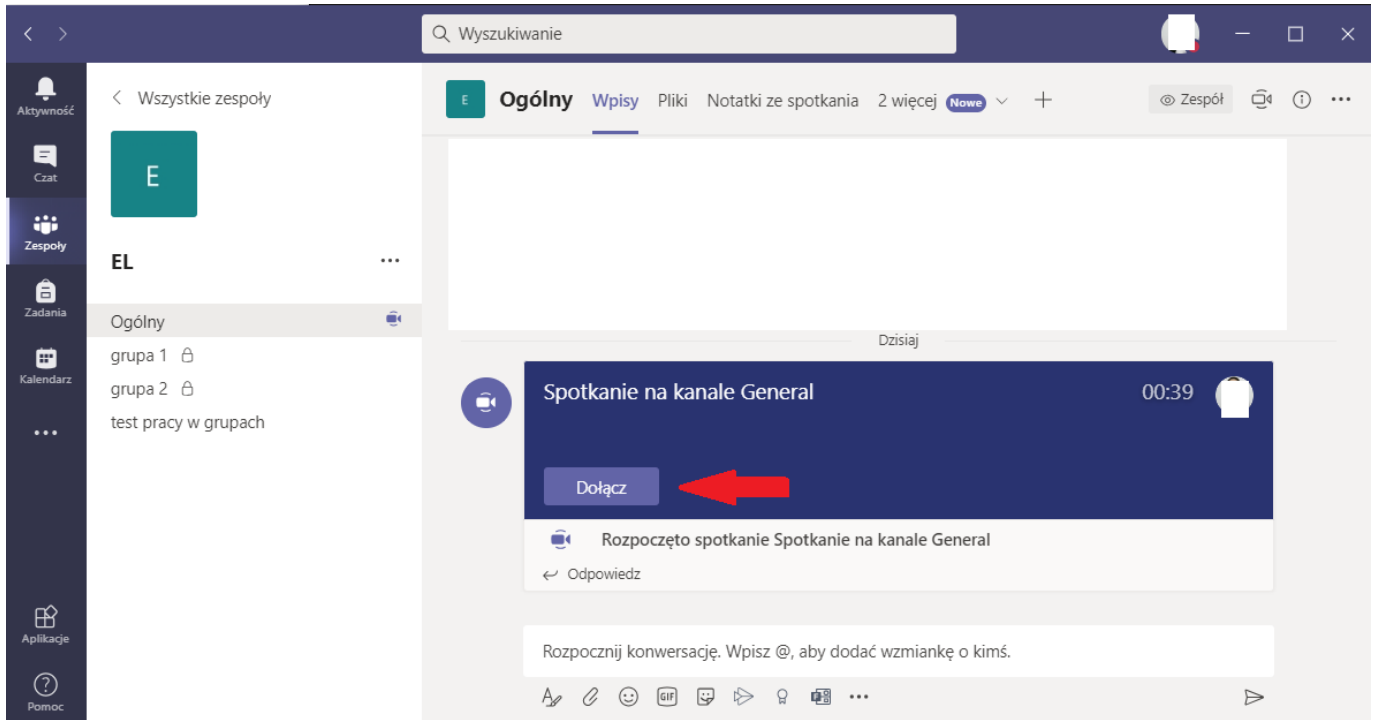 Wyszukiwanie
Aktywność
Czat
Zespoły
Zadania
Kalendarz
Aplikacje
Pomoc
Wszystkie zespoły
E
EL
Ogólny
grupa 1
grupa 2
test pracy w grupach
E Ogólny Wpisy Pliki Notatki ze spotkania 2 więcej Nowe Zespół
Dzisiaj
Spotkanie na kanale General 00:39
Dołącz
Rozpoczęto spotkanie Spotkanie na kanale General
Odpowiedz
Rozpocznij konwersację. Wpisz @, aby dodać wzmiankę o kimś.
GIF